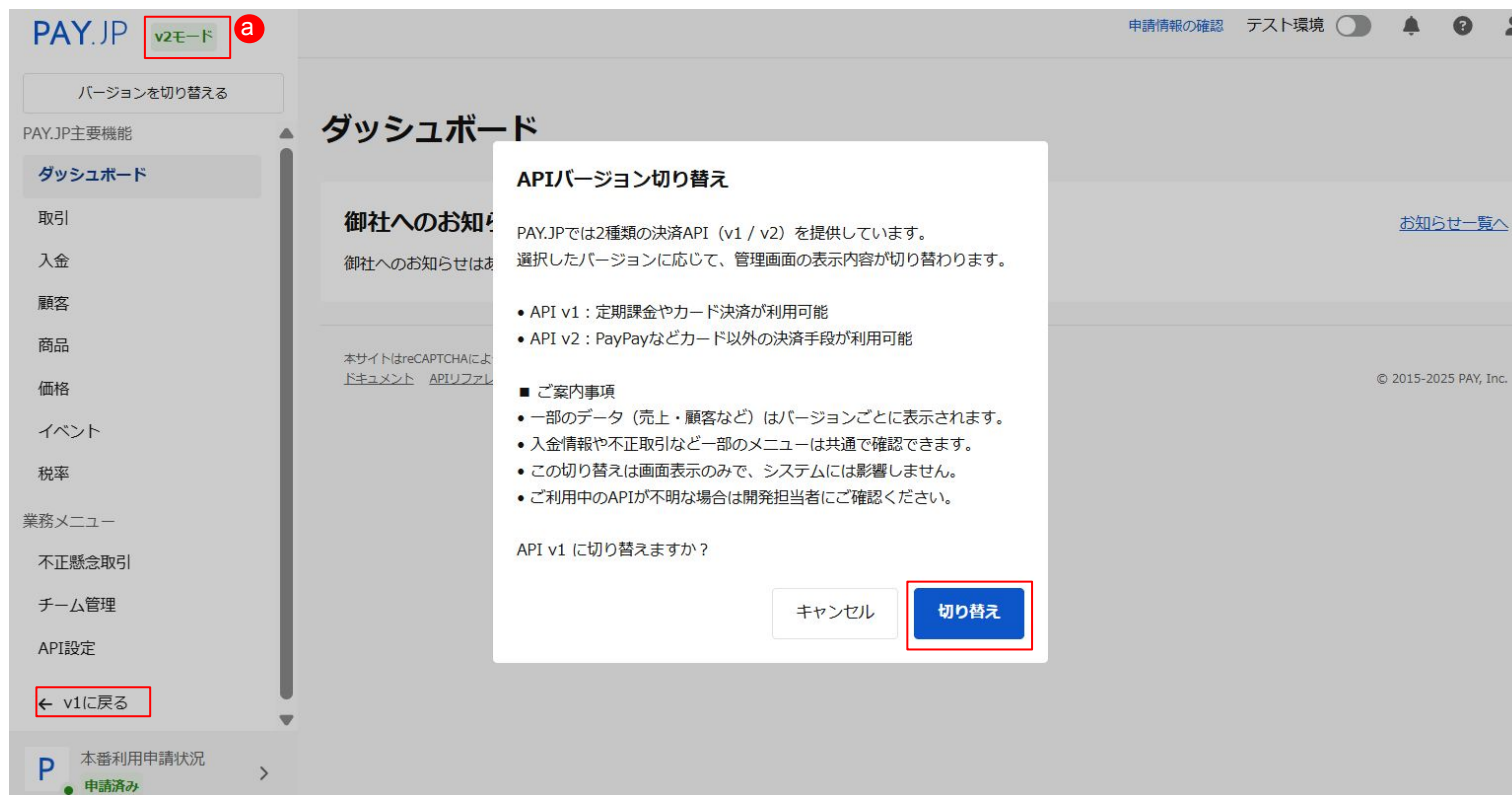 PAY.JP v2モード a
申請情報の確認 テスト環境
バージョンを切り替える
PAY.JP主要機能
ダッシュボード
取引
入金
顧客
商品
価格
イベント
税率
業務メニュー
不正懸念取引
チーム管理
API設定
← v1に戻る
P 本番利用申請状況
申請済み
ダッシュボード
御社へのお知ら
お知らせ一覧へ
御社へのお知らせはあ
本サイトはreCAPTCHAによ
ドキュメント APIリファレ
© 2015-2025 PAY, Inc.
APIバージョン切り替え
PAY.JPでは2種類の決済API（v1 / v2）を提供しています。
選択したバージョンに応じて、管理画面の表示内容が切り替わります。
• API v1：定期課金やカード決済が利用可能
• API v2：PayPayなどカード以外の決済手段が利用可能
■ ご案内事項
• 一部のデータ（売上・顧客など）はバージョンごとに表示されます。
• 入金情報や不正取引など一部のメニューは共通で確認できます。
• この切り替えは画面表示のみで、システムには影響しません。
• ご利用中のAPIが不明な場合は開発担当者にご確認ください。
API v1 に切り替えますか？
キャンセル 切り替え